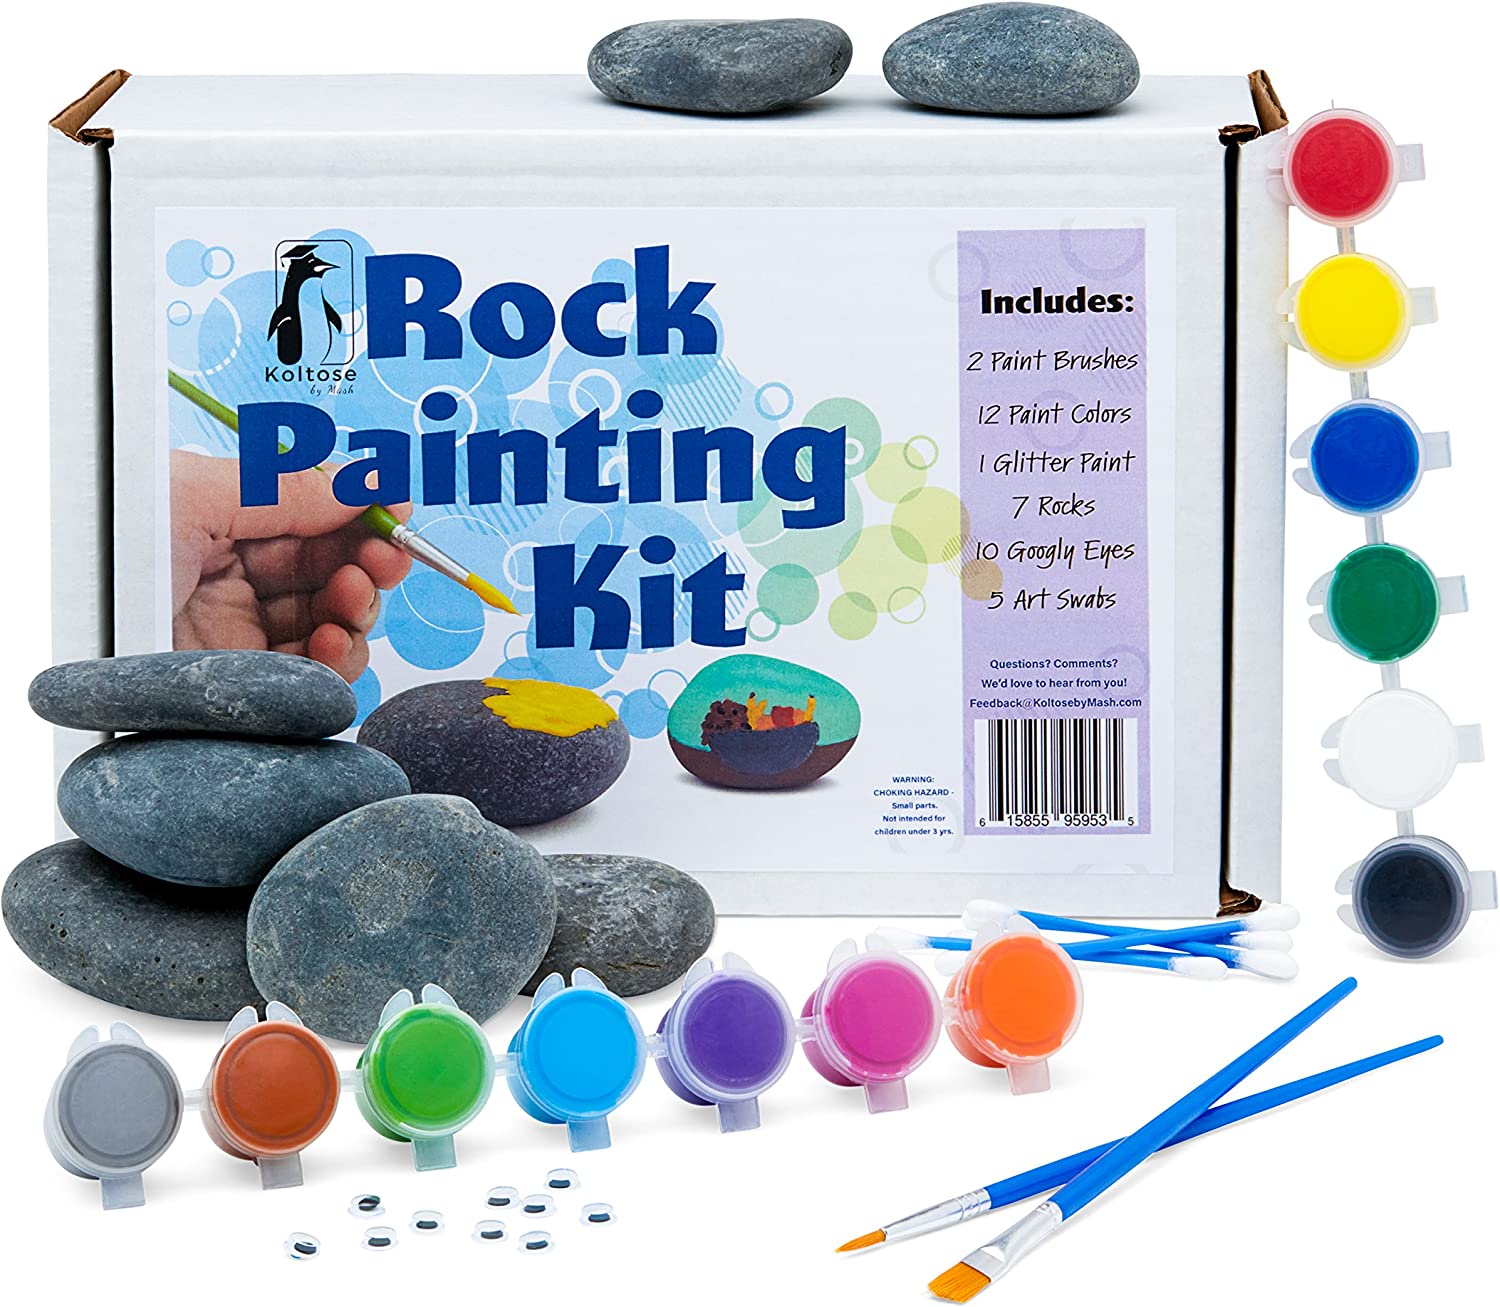 Rock
Painting
Kit
Koltose
by Mash
Includes:
2 Paint Brushes
12 Paint Colors
1 Glitter Paint
7 Rocks
10 Googly Eyes
5 Art Swabs
Questions? Comments?
We'd love to hear from you!
Feedback@KoltosebyMash.com
WARNING:
CHOKING HAZARD -
Small parts.
Not intended for
children under 3 yrs.
6 15855 95953 5